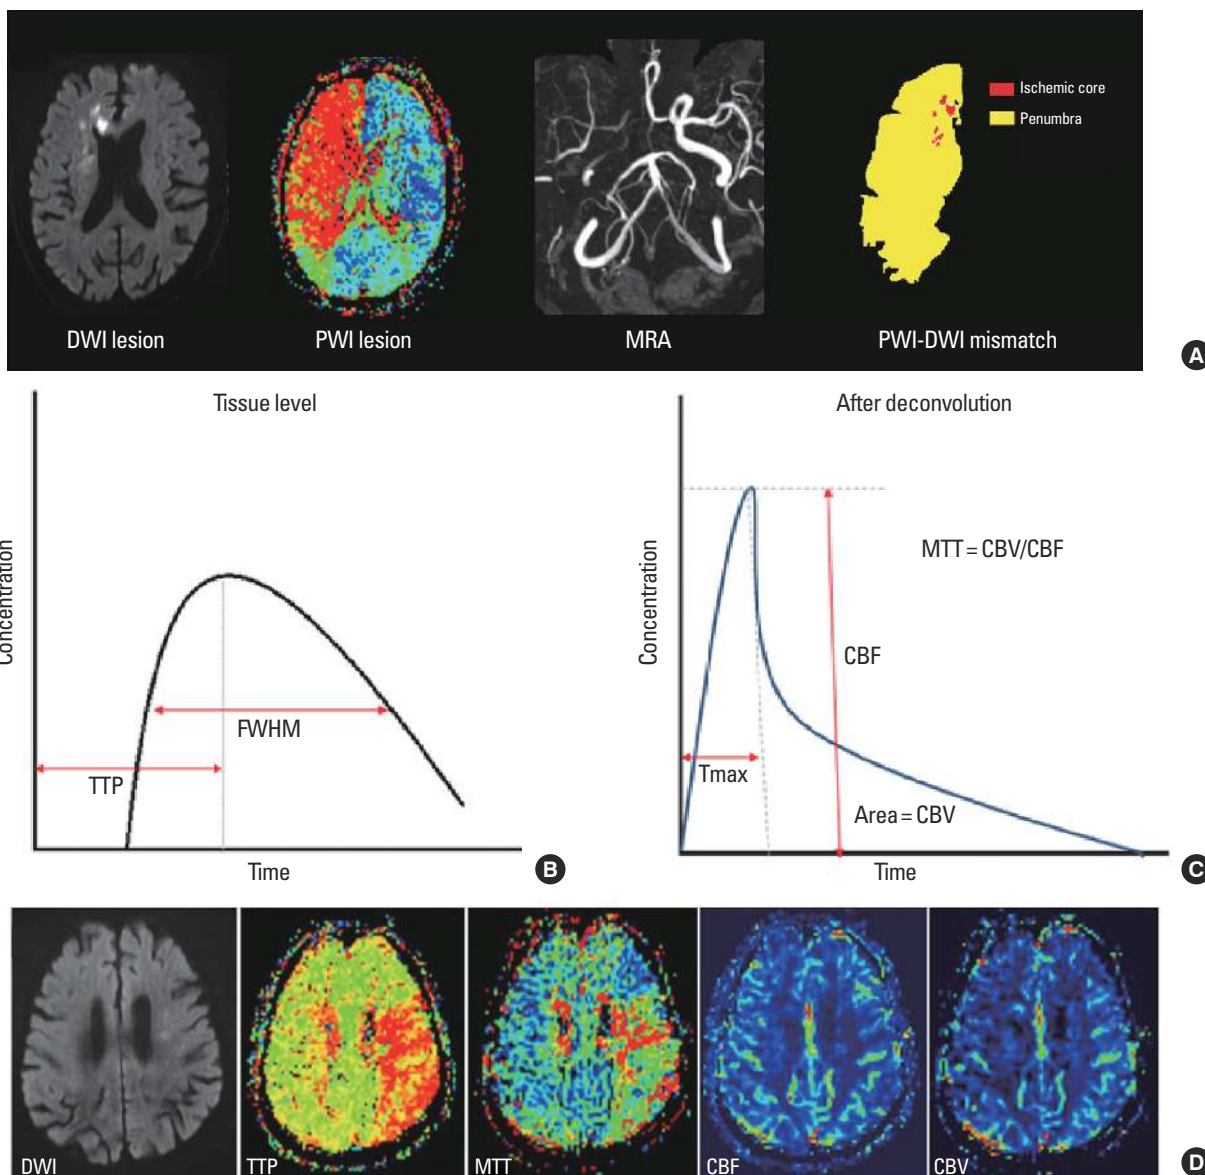 Ischemic core
Penumbra
DWI lesion
PWI lesion
MRA
PWI-DWI mismatch
A
Tissue level
Concentration
FWHM
TTP
Time
B
After deconvolution
Concentration
MTT = CBV/CBF
CBF
Tmax
Area = CBV
Time
C
DWI
TTP
MTT
CBF
CBV
D